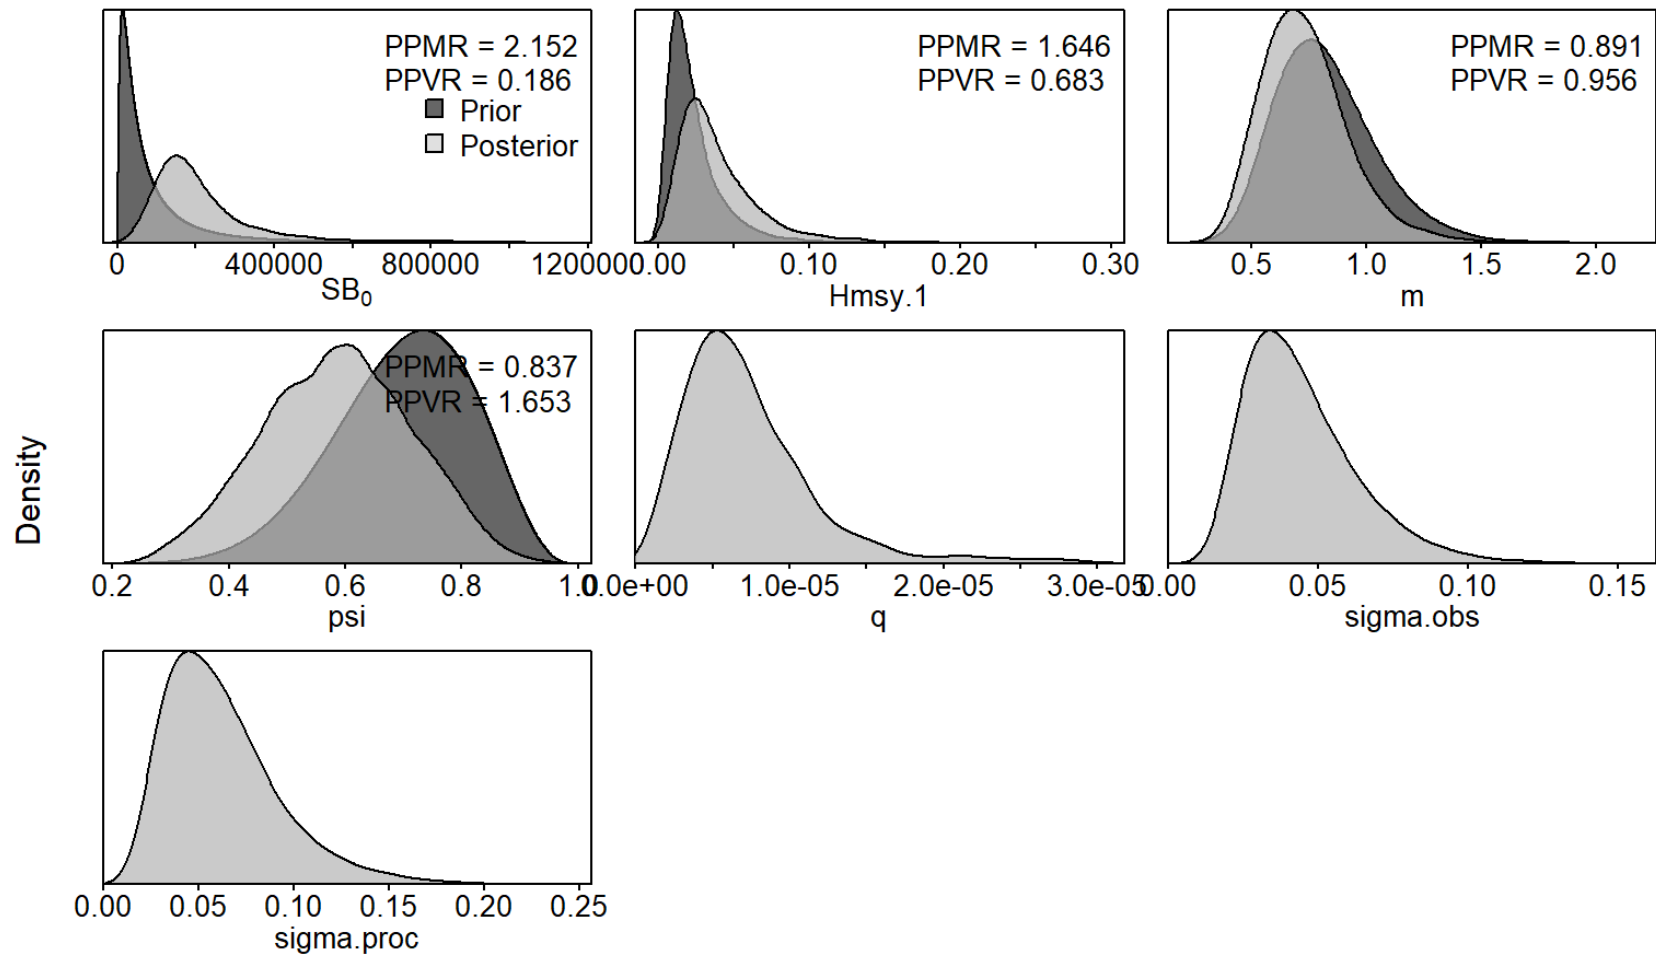 PPMR = 2.152
PPVR = 0.186
Prior
Posterior
0 400000 800000 1200000
SB0
PPMR = 1.646
PPVR = 0.683
0.00 0.10 0.20 0.30
Hmsy.1
PPMR = 0.891
PPVR = 0.956
0.5 1.0 1.5 2.0
m
Density
PPMR = 0.837
PPVR = 1.653
0.2 0.4 0.6 0.8 1.0
psi
0.0e+00 1.0e-05 2.0e-05 3.0e-05
q
0.00 0.05 0.10 0.15
sigma.obs
0.00 0.05 0.10 0.15 0.20 0.25
sigma.proc